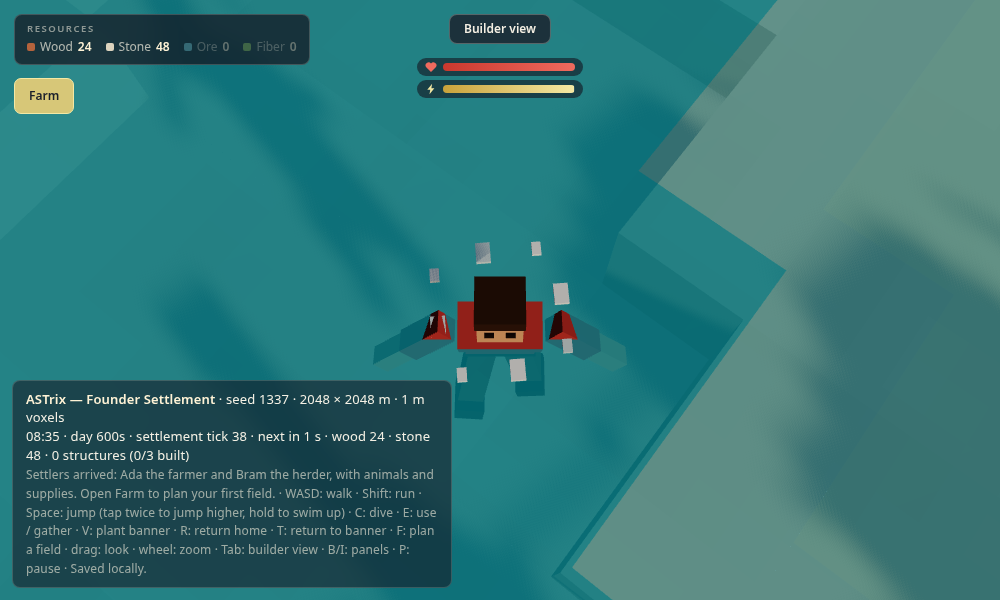 RESOURCES
Wood 24 Stone 48 Ore 0 Fiber 0
Builder view
Farm
ASTrix — Founder Settlement · seed 1337 · 2048 × 2048 m · 1 m
voxels
08:35 · day 600s · settlement tick 38 · next in 1 s · wood 24 · stone
48 · 0 structures (0/3 built)
Settlers arrived: Ada the farmer and Bram the herder, with animals and
supplies. Open Farm to plan your first field. · WASD: walk · Shift: run ·
Space: jump (tap twice to jump higher, hold to swim up) · C: dive · E: use
/ gather · V: plant banner · R: return home · T: return to banner · F: plan
a field · drag: look · wheel: zoom · Tab: builder view · B/I: panels · P:
pause · Saved locally.